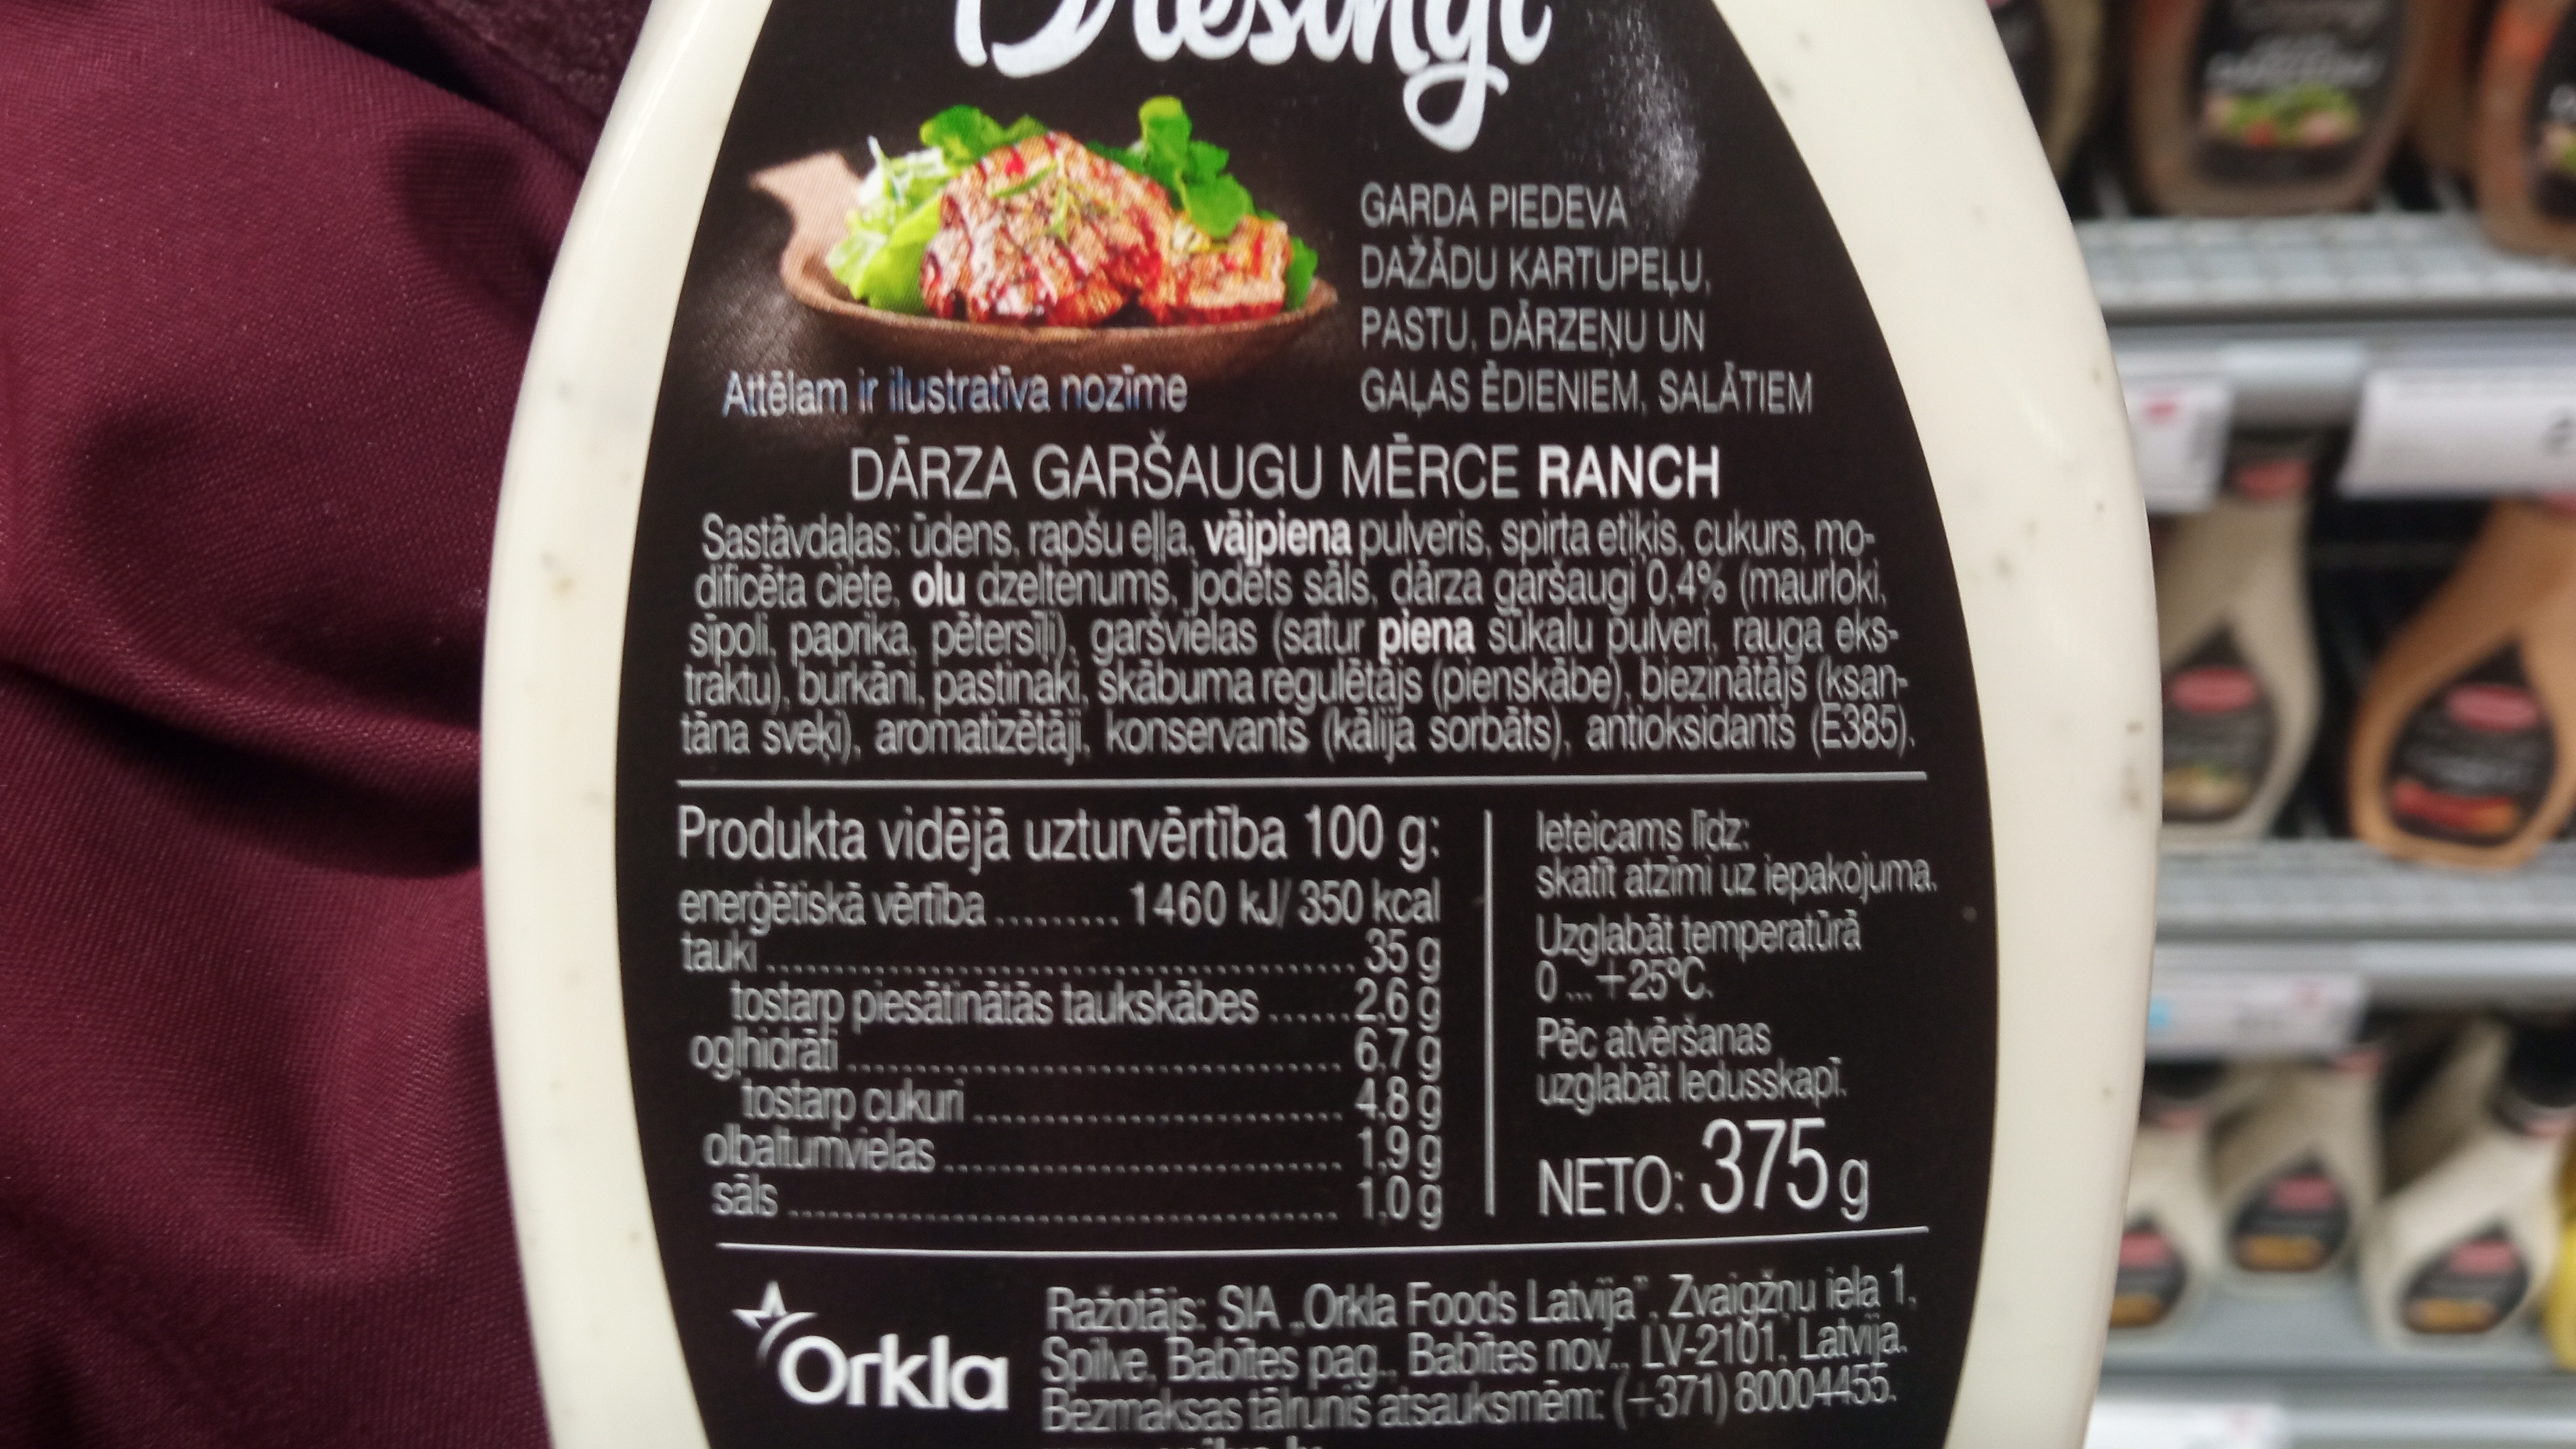 GARDA PIEDEVA
DAŽĀDU KARTUPEĻU,
PASTU, DĀRZEŅU UN
GAĻAS ĒDIENIEM, SALĀTIEM
Attēlam ir ilustratīva nozīme
DĀRZA GARŠAUGU MĒRCE RANCH
Sastāvdaļas: ūdens, rapšu eļļa, vājpiena pulveris, spirta etiķis, cukurs, mo-
dificēta ciete, olu dzeltenums, jodēts sāls, dārza garšaugi 0,4% (maurloki,
sīpoli, paprika, pētersīļi), garšvielas (satur piena sūkalu pulveri, rauga eks-
traktu), burkāni, pastinaki, skābuma regulētājs (pienskābe), biezinātājs (ksan-
tāna sveķi), aromatizētāji, konservants (kālija sorbāts), antioksidants (E385).
Produkta vidējā uzturvērtība 100 g:
enerģētiskā vērtība ......... 1460 kJ/ 350 kcal
tauki ............................................ 35 g
tostarp piesātinātās taukskābes ...... 2,6 g
ogļhidrāti ..................................... 6,7 g
tostarp cukuri ............................ 4,8 g
olbaltumvielas .............................. 1,9 g
sāls .......................................... 1,0 g
Ieteicams līdz:
skatīt atzīmi uz iepakojuma.
Uzglabāt temperatūrā
0 ... +25°C.
Pēc atvēršanas
uzglabāt ledusskapī.
NETO: 375 g
Orkla
Ražotājs: SIA „Orkla Foods Latvija", Zvaigžņu iela 1,
Spilve, Babītes pag., Babītes nov., LV-2101, Latvija.
Bezmaksas tālrunis atsauksmēm: (+371) 80004455.